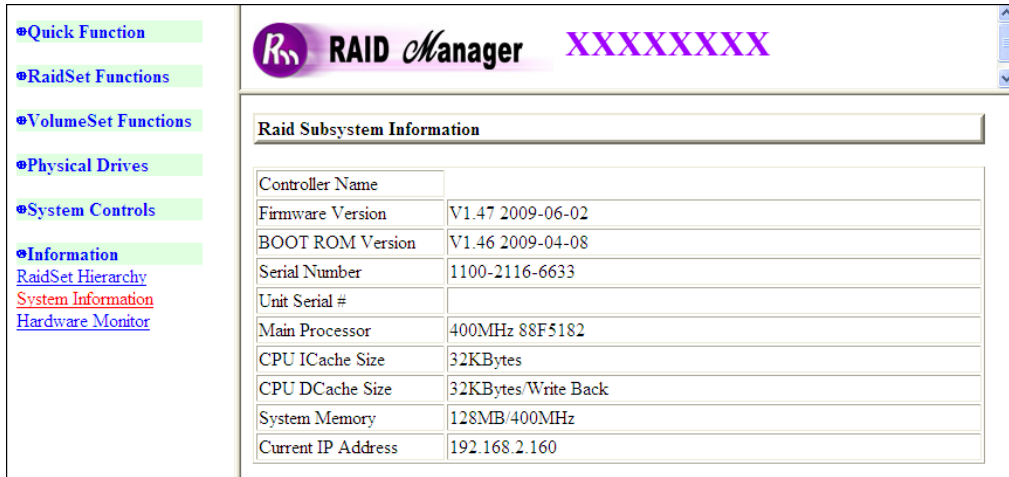 Quick Function
RaidSet Functions
VolumeSet Functions
Physical Drives
System Controls
Information
RaidSet Hierarchy
System Information
Hardware Monitor
Rm RAID Manager XXXXXXXX
Raid Subsystem Information
Controller Name
Firmware Version V1.47 2009-06-02
BOOT ROM Version V1.46 2009-04-08
Serial Number 1100-2116-6633
Unit Serial #
Main Processor 400MHz 88F5182
CPU ICache Size 32KBytes
CPU DCache Size 32KBytes/Write Back
System Memory 128MB/400MHz
Current IP Address 192.168.2.160